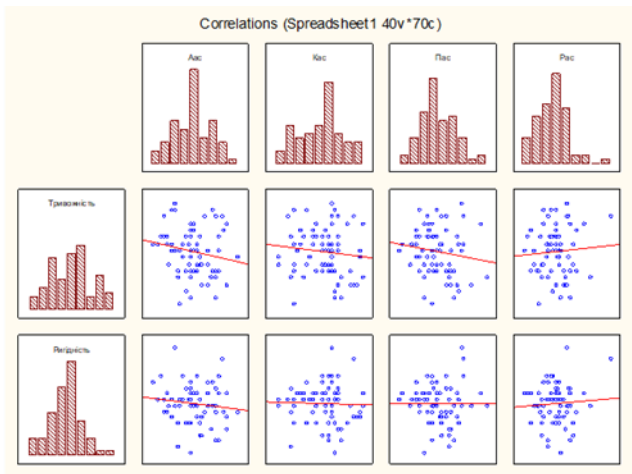 Correlations (Spreadsheet1 40v*70c)
Аас
Кас
Пас
Рас
Тривожність
Ригідність